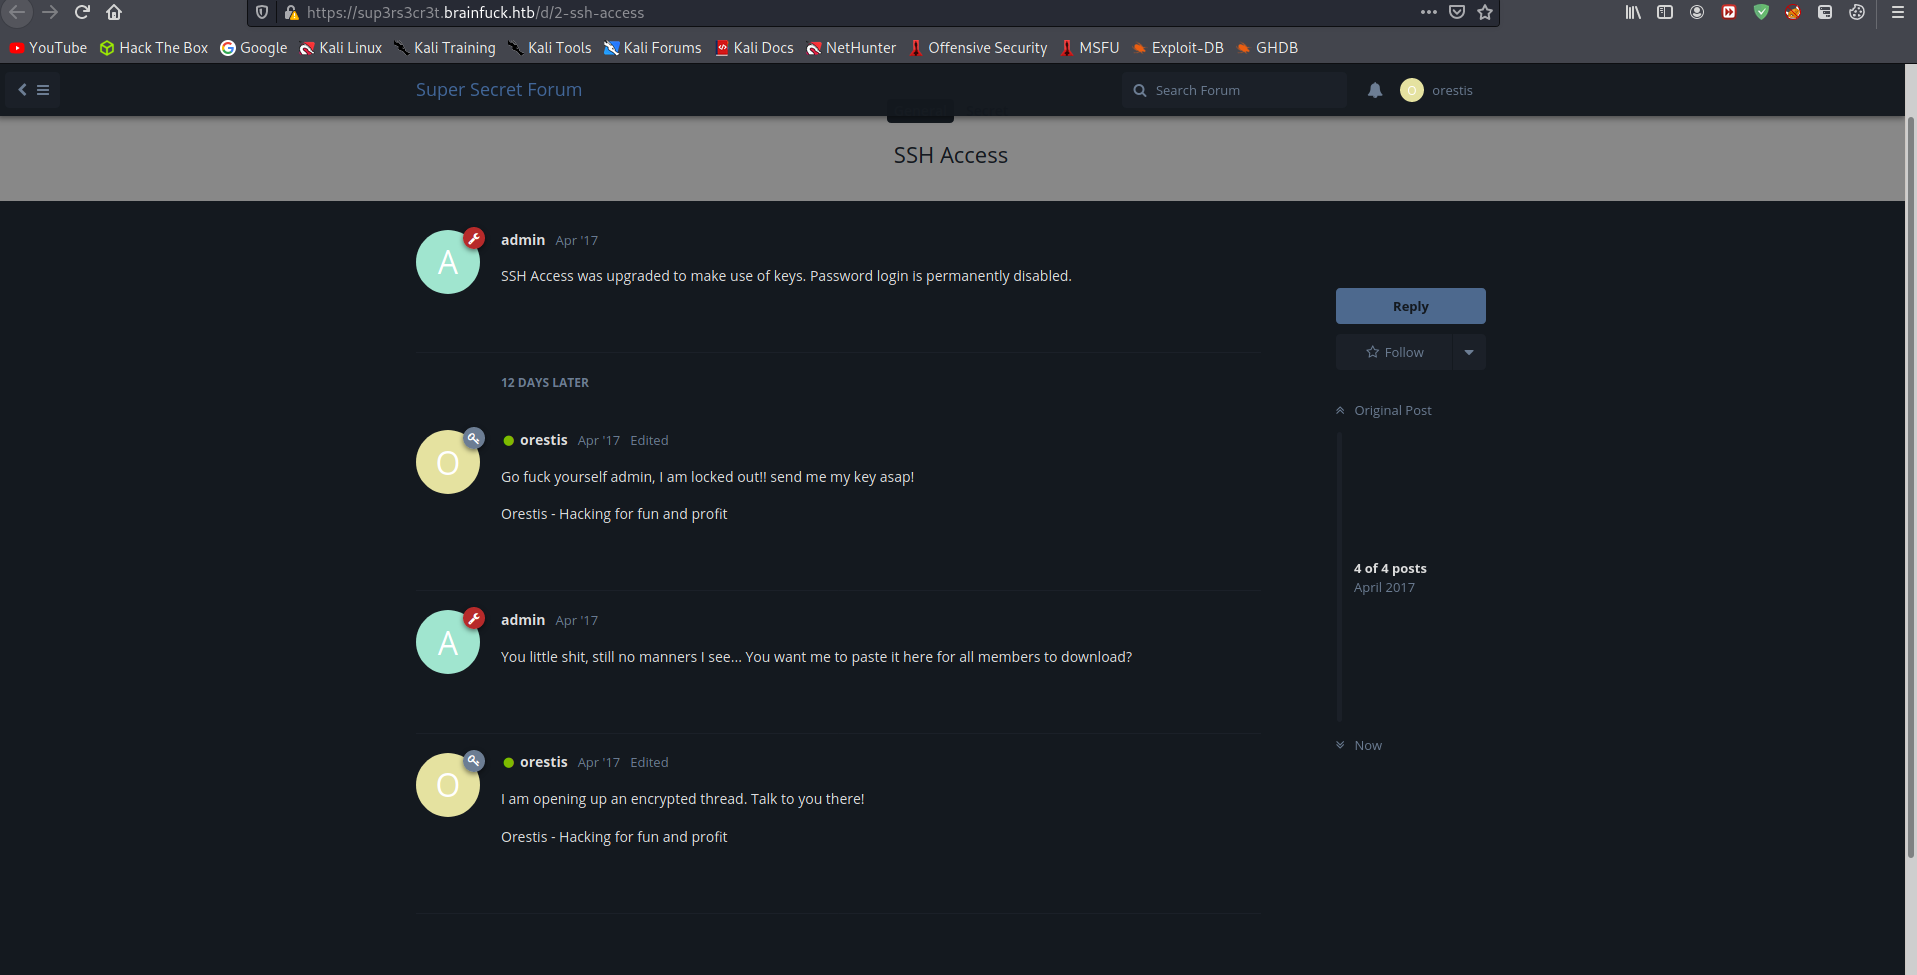 https://sup3rs3cr3t.brainfuck.htb/d/2-ssh-access
YouTube Hack The Box Google Kali Linux Kali Training Kali Tools Kali Forums Kali Docs NetHunter Offensive Security MSFU Exploit-DB GHDB
Super Secret Forum Search Forum O orestis
SSH Access
A admin Apr '17
SSH Access was upgraded to make use of keys. Password login is permanently disabled.
Reply
Follow
12 DAYS LATER
Original Post
O orestis Apr '17 Edited
Go fuck yourself admin, I am locked out!! send me my key asap!
Orestis - Hacking for fun and profit
4 of 4 posts
April 2017
A admin Apr '17
You little shit, still no manners I see... You want me to paste it here for all members to download?
Now
O orestis Apr '17 Edited
I am opening up an encrypted thread. Talk to you there!
Orestis - Hacking for fun and profit